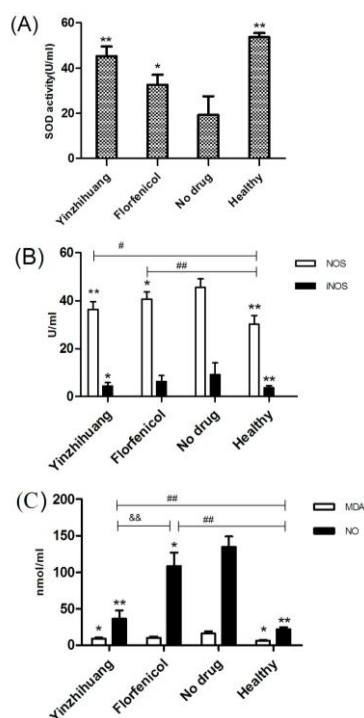 (A)
SOD activity(U/ml)
60
40
20
0
**
*
**
Yinzhihuang
Florfenicol
No drug
Healthy
(B)
U/ml
60
40
20
0
#
##
**
*
*
**
**
NOS
iNOS
Yinzhihuang
Florfenicol
No drug
Healthy
(C)
nmol/ml
200
150
100
50
0
##
&&
##
*
**
*
*
**
MDA
NO
Yinzhihuang
Florfenicol
No drug
Healthy